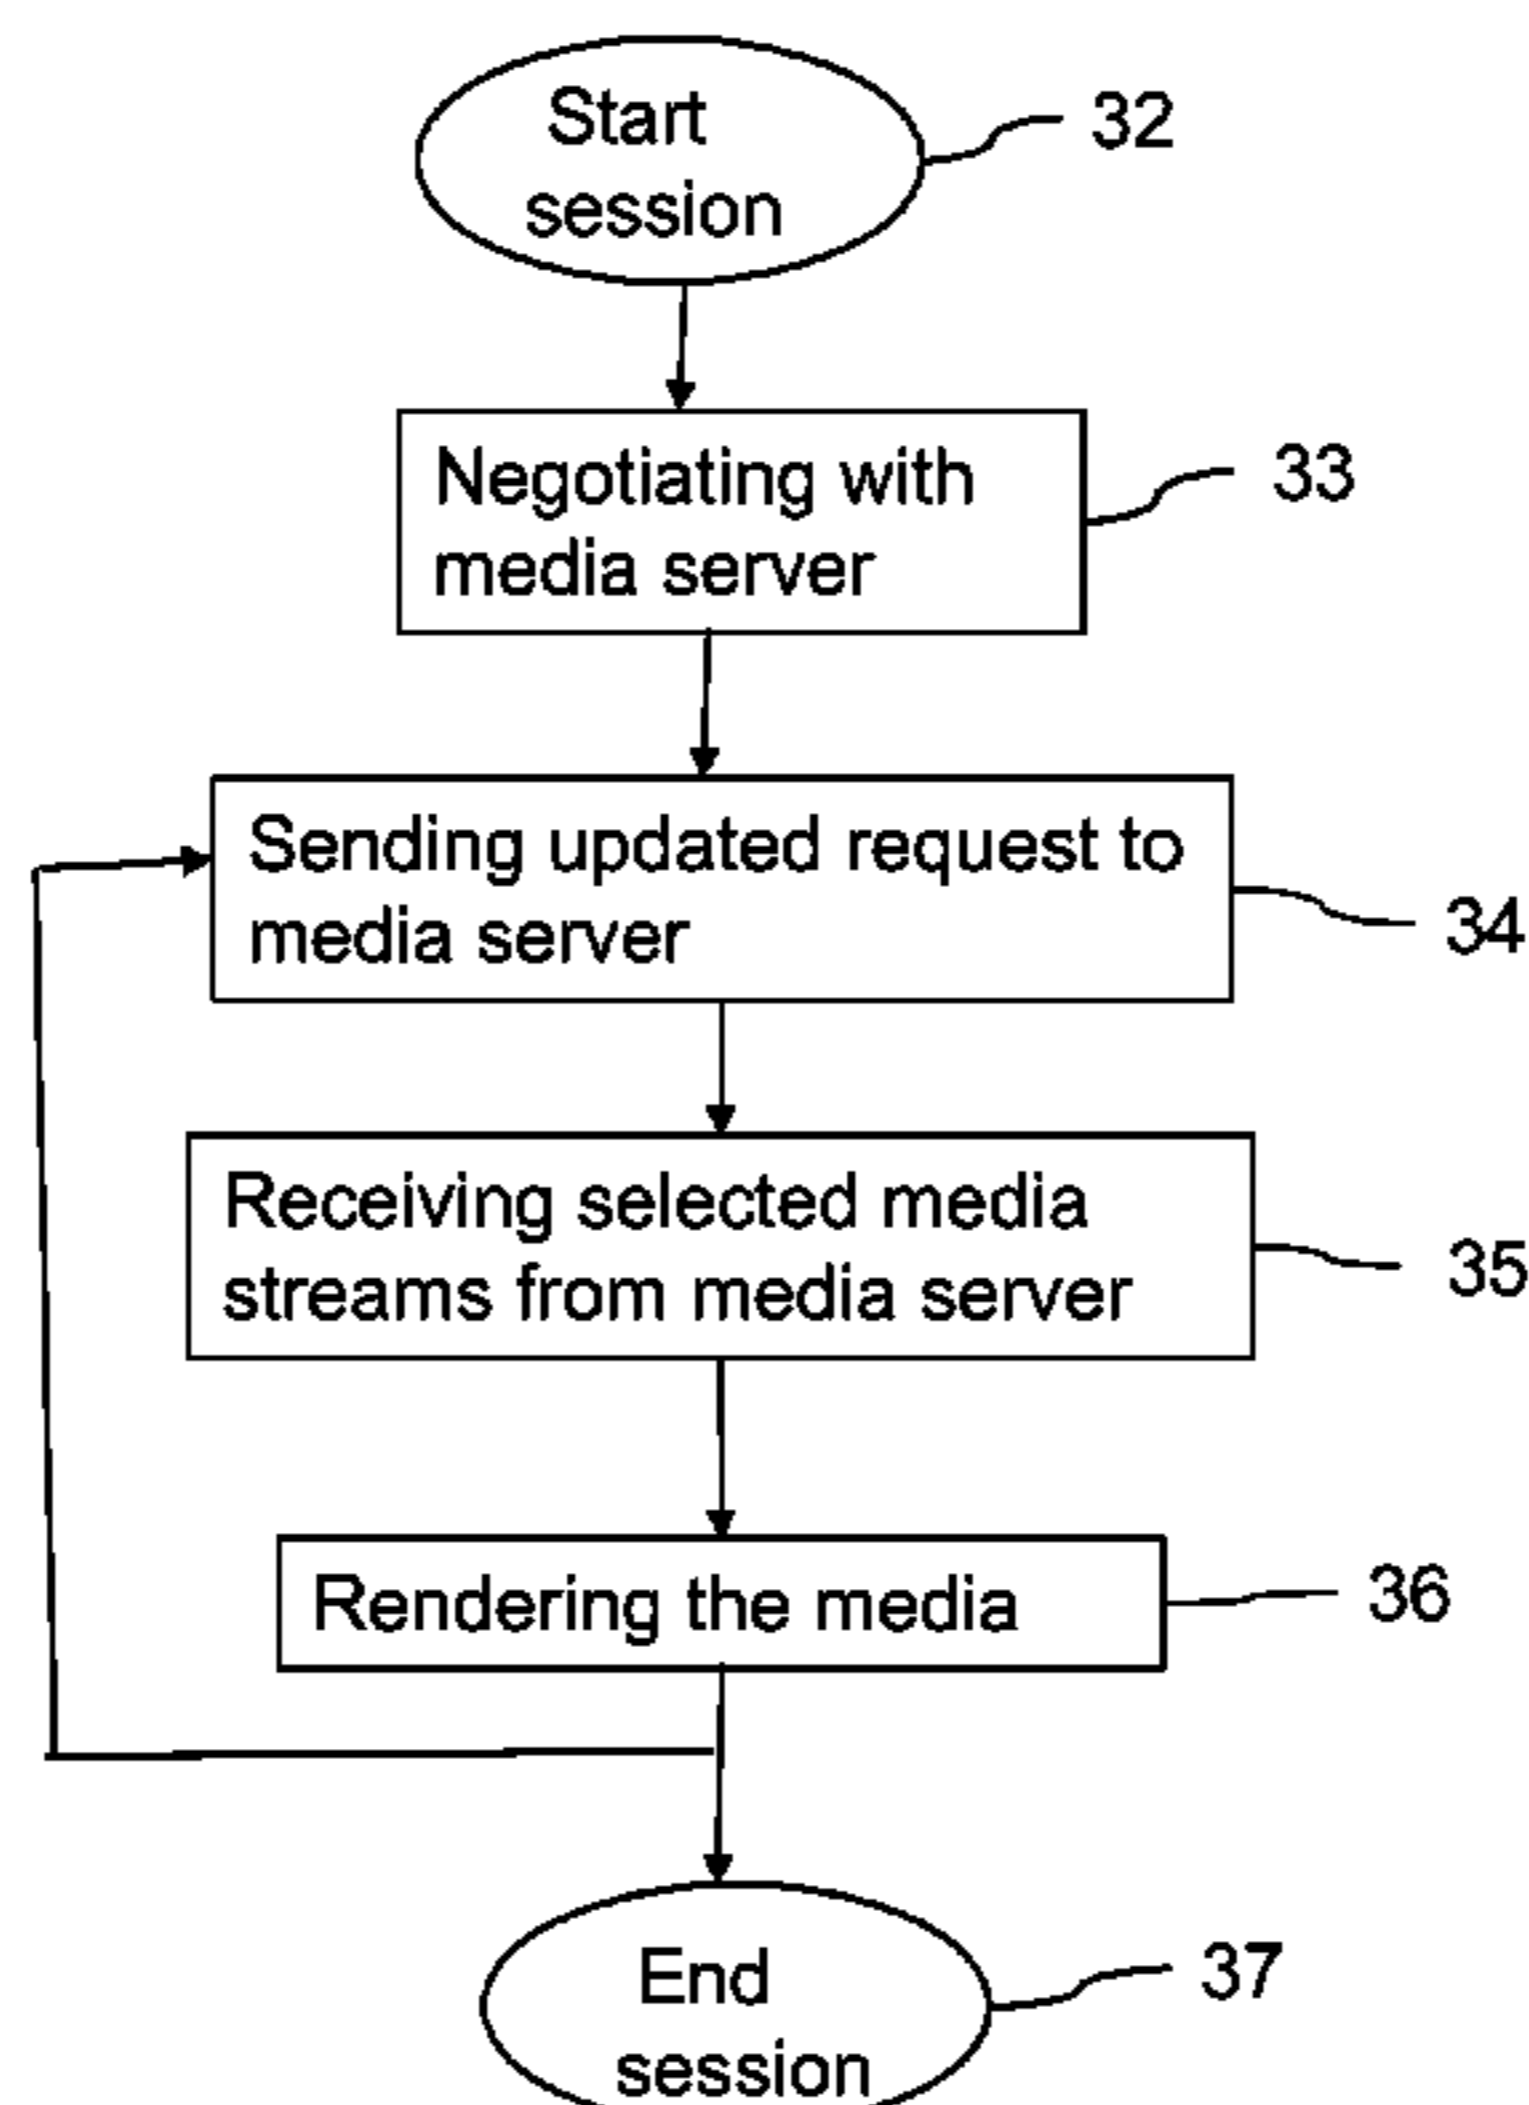 Start
session
32
Negotiating with
media server
33
Sending updated request to
media server
34
Receiving selected media
streams from media server
35
Rendering the media
36
End
session
37